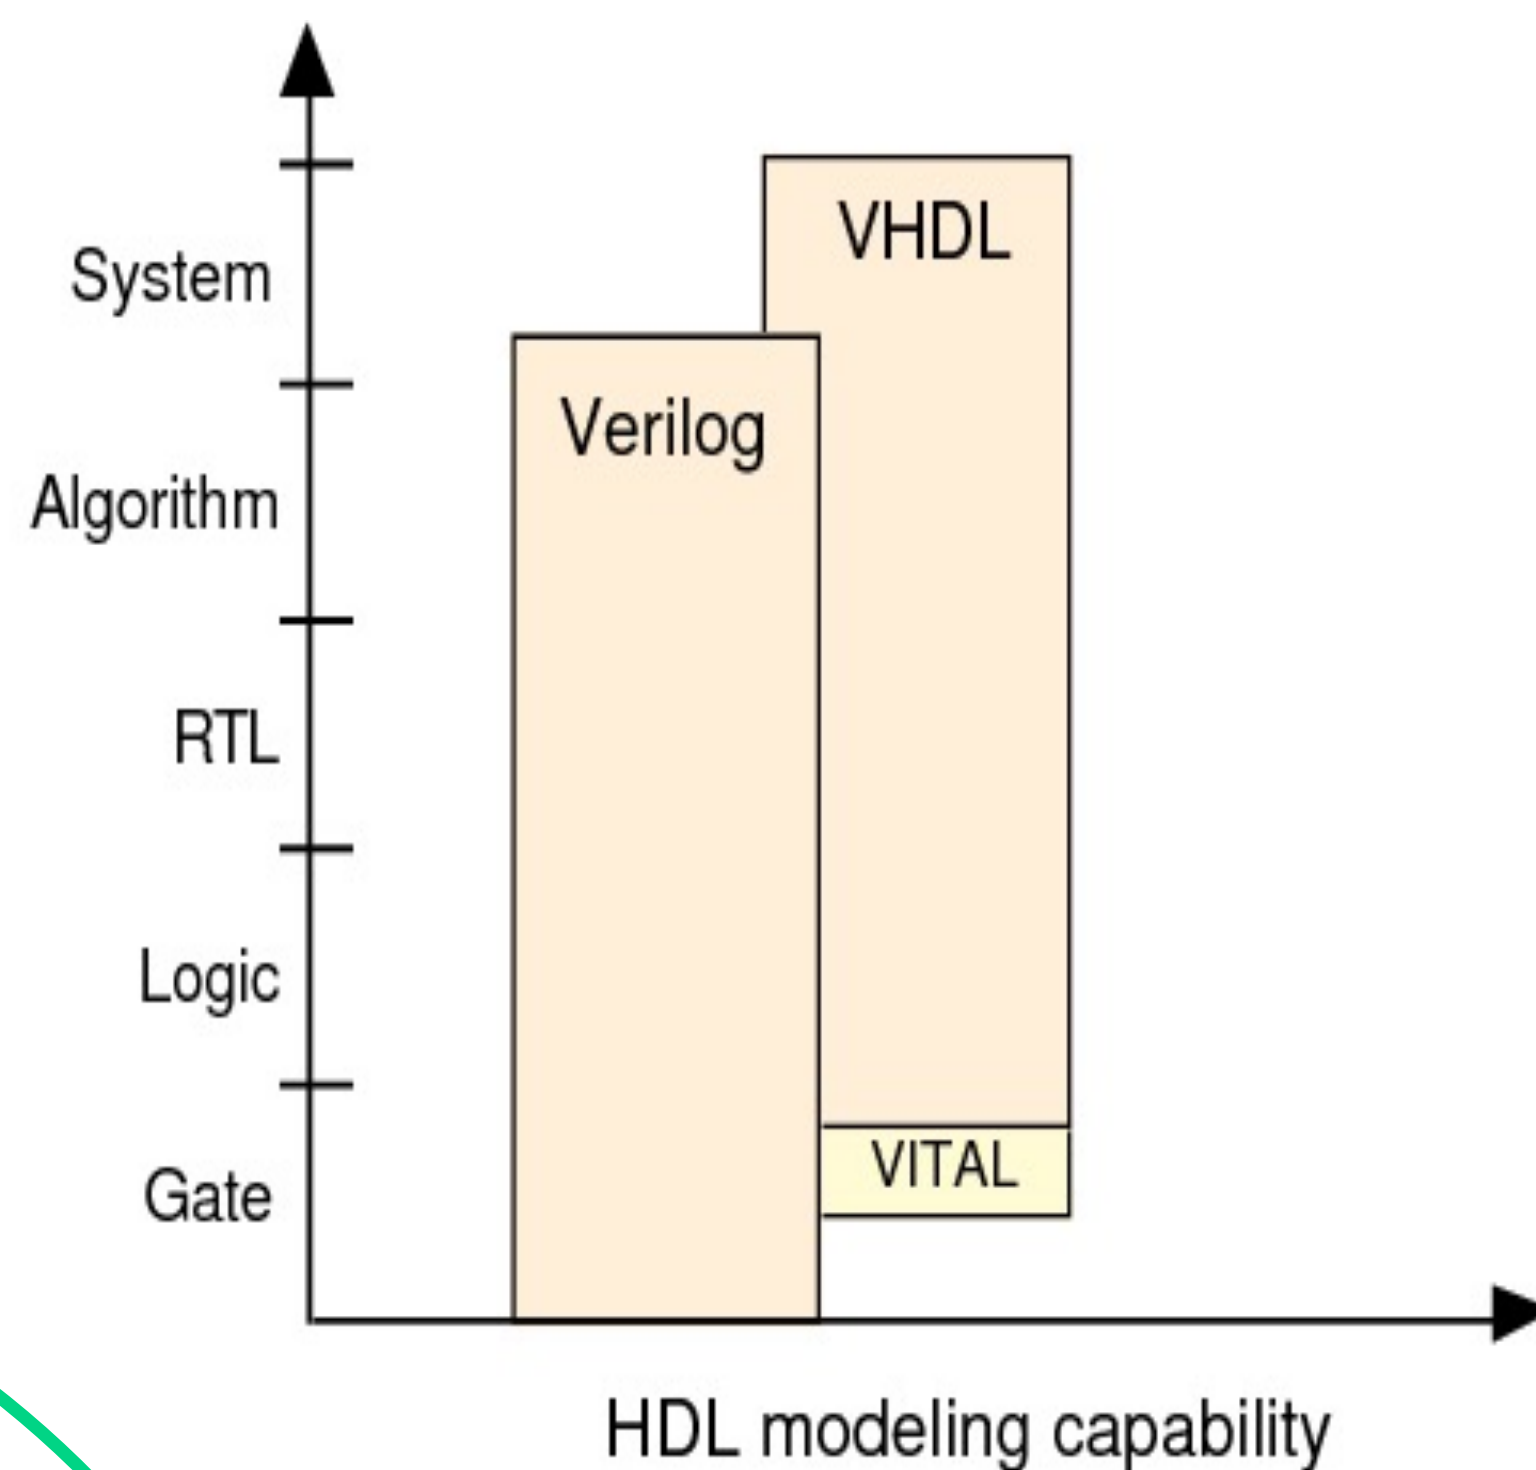 VHDL
System
Verilog
Algorithm
RTL
Logic
VITAL
Gate
HDL modeling capability